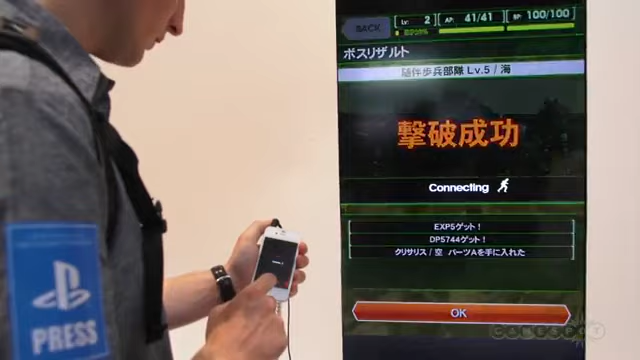 BACK
Lv. 2
AP: 41/41
BP: 100/100
ボスリザルト
随伴歩兵部隊 Lv.5 / 海
撃破成功
Connecting
EXP5ゲット！
DP5744ゲット！
クリサリス/空 パーツAを手に入れた
OK
PRESS
GAMESPOT